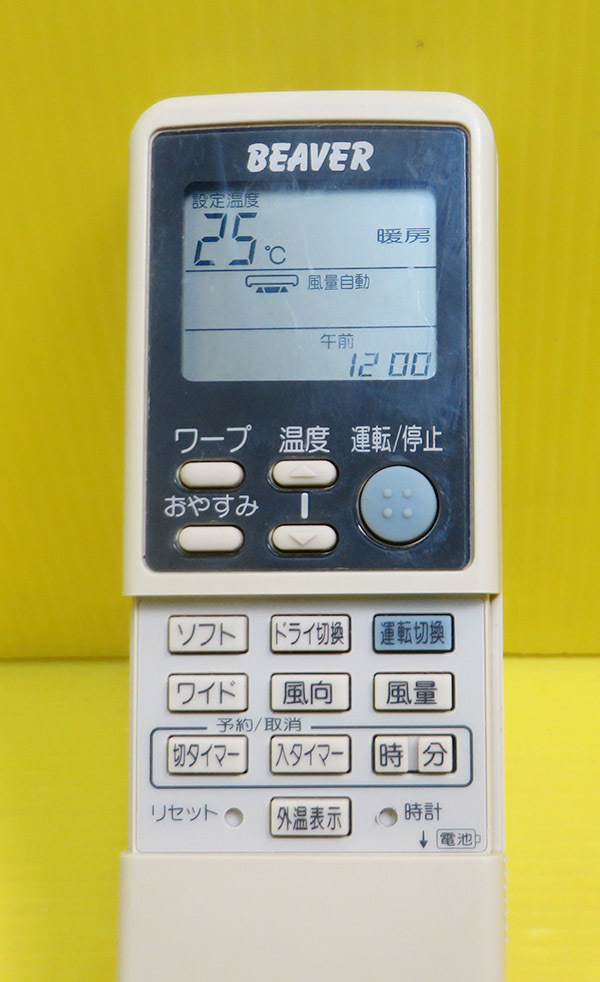 BEAVER
設定温度
25℃ 暖房
風量自動
午前
12 00
ワープ 温度 運転/停止
おやすみ
ソフト ドライ切換 運転切換
ワイド 風向 風量
予約/取消
切タイマー 入タイマー 時 分
リセット 外温表示 時計
↓ 電池